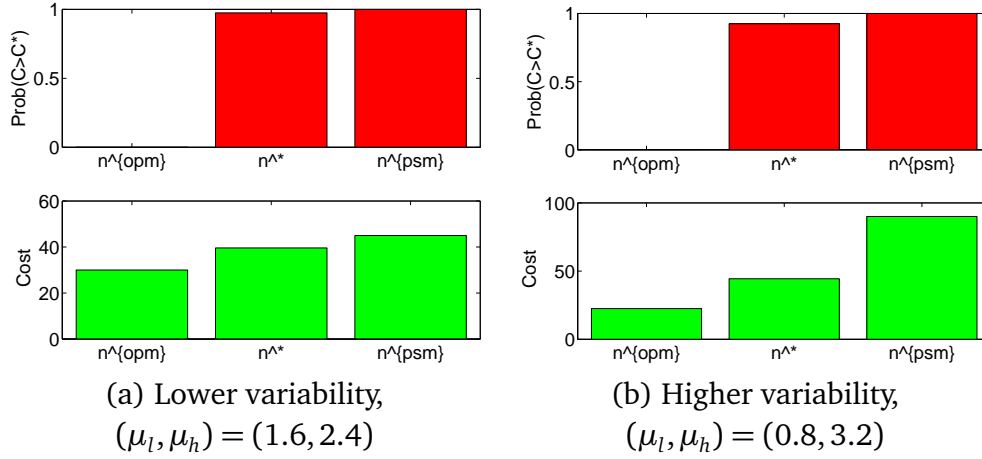 1
0.5
0
Prob(C>C*)
n^{opm}
n^*
n^{psm}
60
40
20
0
Cost
n^{opm}
n^*
n^{psm}
(a) Lower variability,
(μ_l, μ_h) = (1.6, 2.4)
1
0.5
0
Prob(C>C*)
n^{opm}
n^*
n^{psm}
100
50
0
Cost
n^{opm}
n^*
n^{psm}
(b) Higher variability,
(μ_l, μ_h) = (0.8, 3.2)